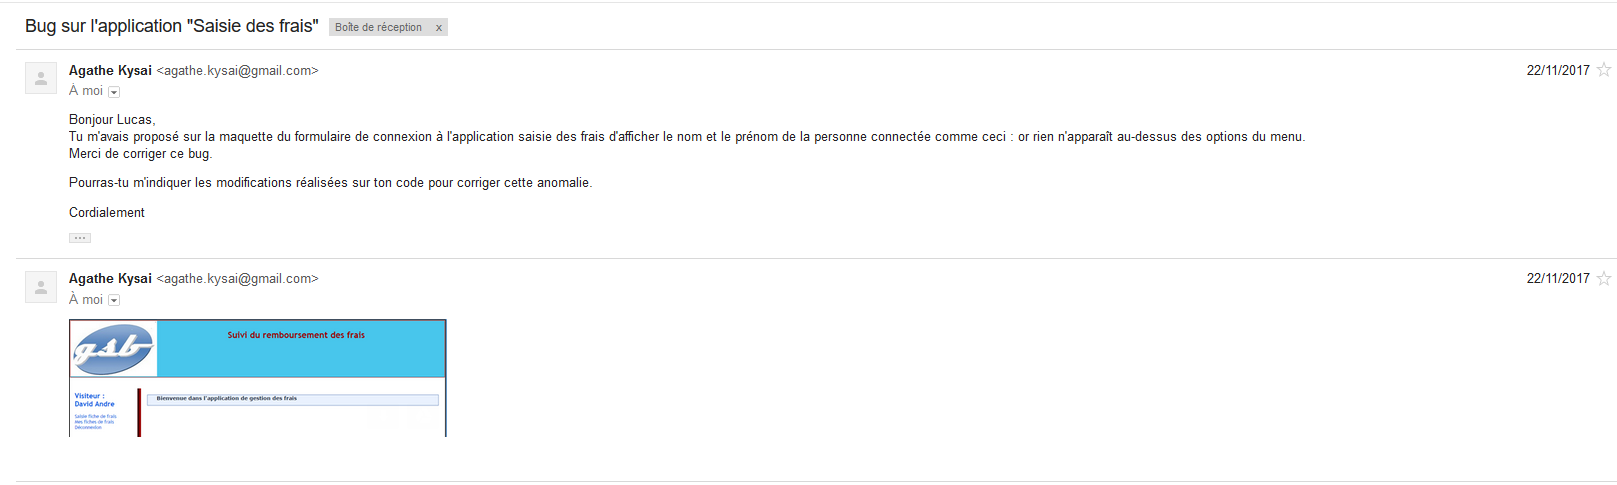 Bug sur l'application "Saisie des frais" Boîte de réception x
Agathe Kysai <agathe.kysai@gmail.com> 22/11/2017
À moi
Bonjour Lucas,
Tu m'avais proposé sur la maquette du formulaire de connexion à l'application saisie des frais d'afficher le nom et le prénom de la personne connectée comme ceci : or rien n'apparaît au-dessus des options du menu.
Merci de corriger ce bug.
Pourras-tu m'indiquer les modifications réalisées sur ton code pour corriger cette anomalie.
Cordialement
Agathe Kysai <agathe.kysai@gmail.com> 22/11/2017
À moi
gsb
Suivi du remboursement des frais
Visiteur :
David Andre
Bienvenue dans l'application de gestion des frais
Saisie fiche de frais
Mes fiches de frais
Déconnexion